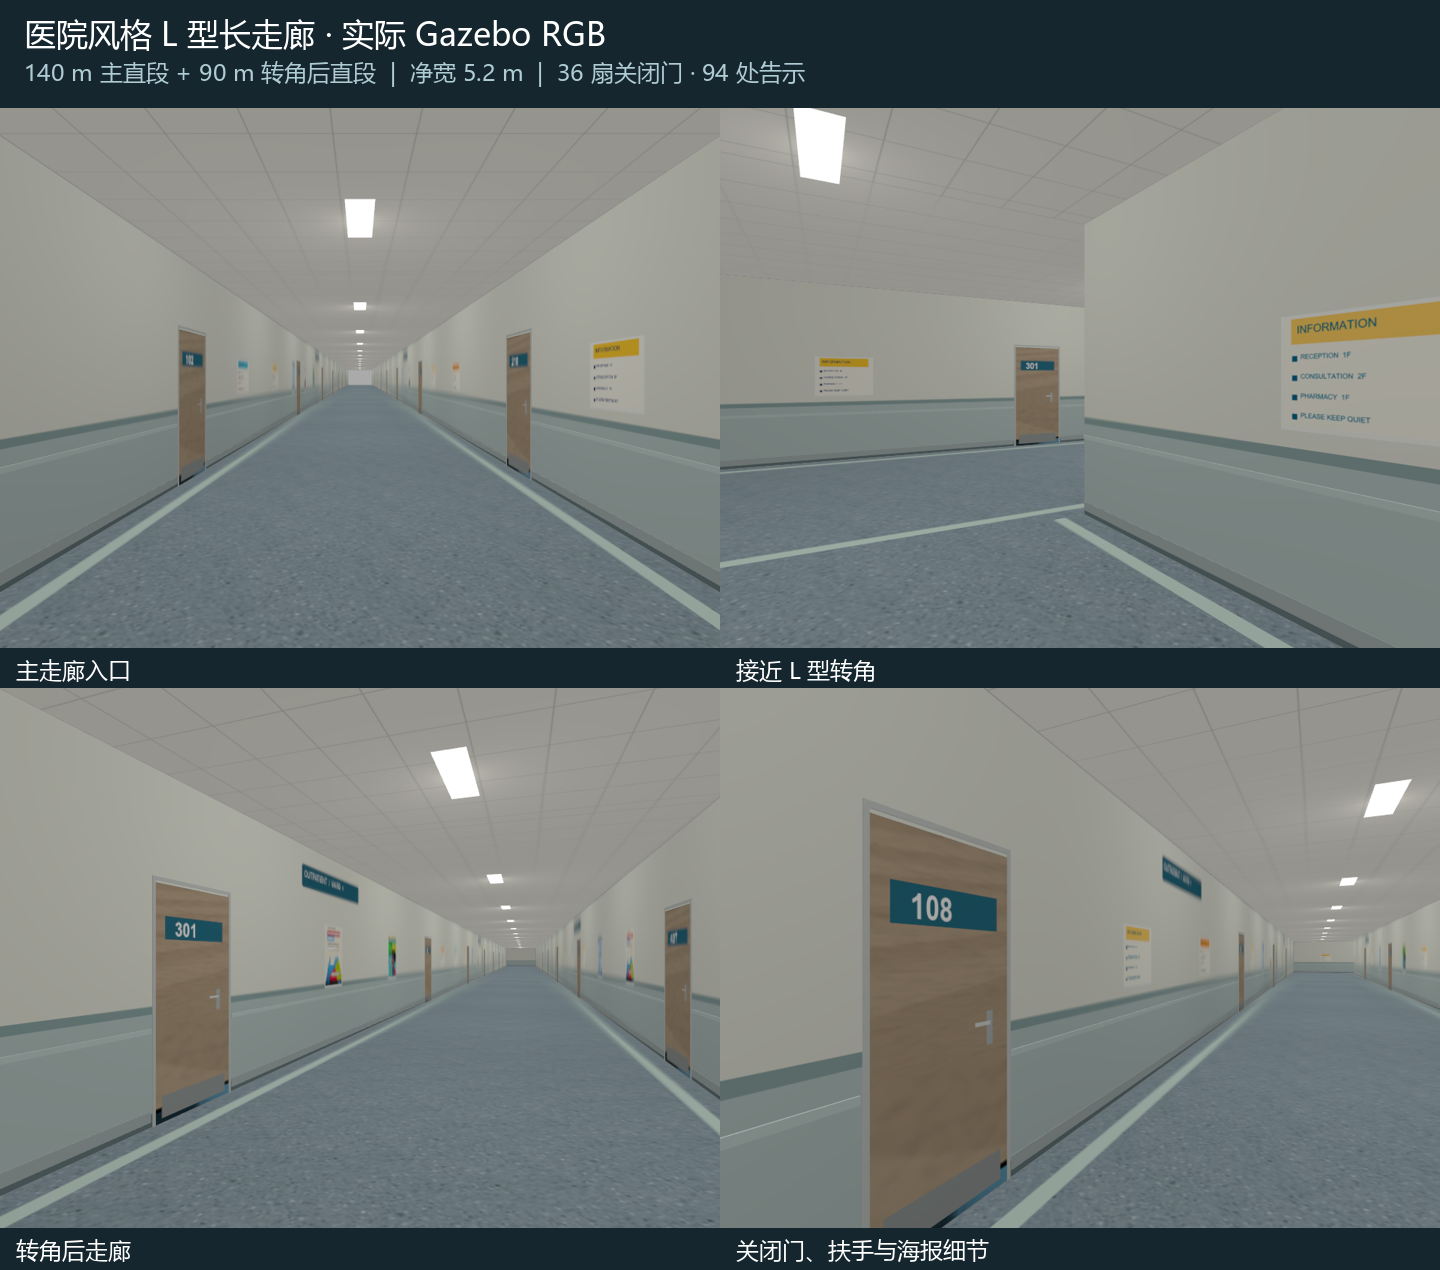 医院风格 L 型长走廊 · 实际 Gazebo RGB
140 m 主直段 + 90 m 转角后直段 | 净宽 5.2 m | 36 扇关闭门 · 94 处告示
INFORMATION
301
INFORMATION
RECEPTION 1F
CONSULTATION 2F
PHARMACY 1F
PLEASE KEEP QUIET
主走廊入口
接近 L 型转角
301
108
转角后走廊
关闭门、扶手与海报细节